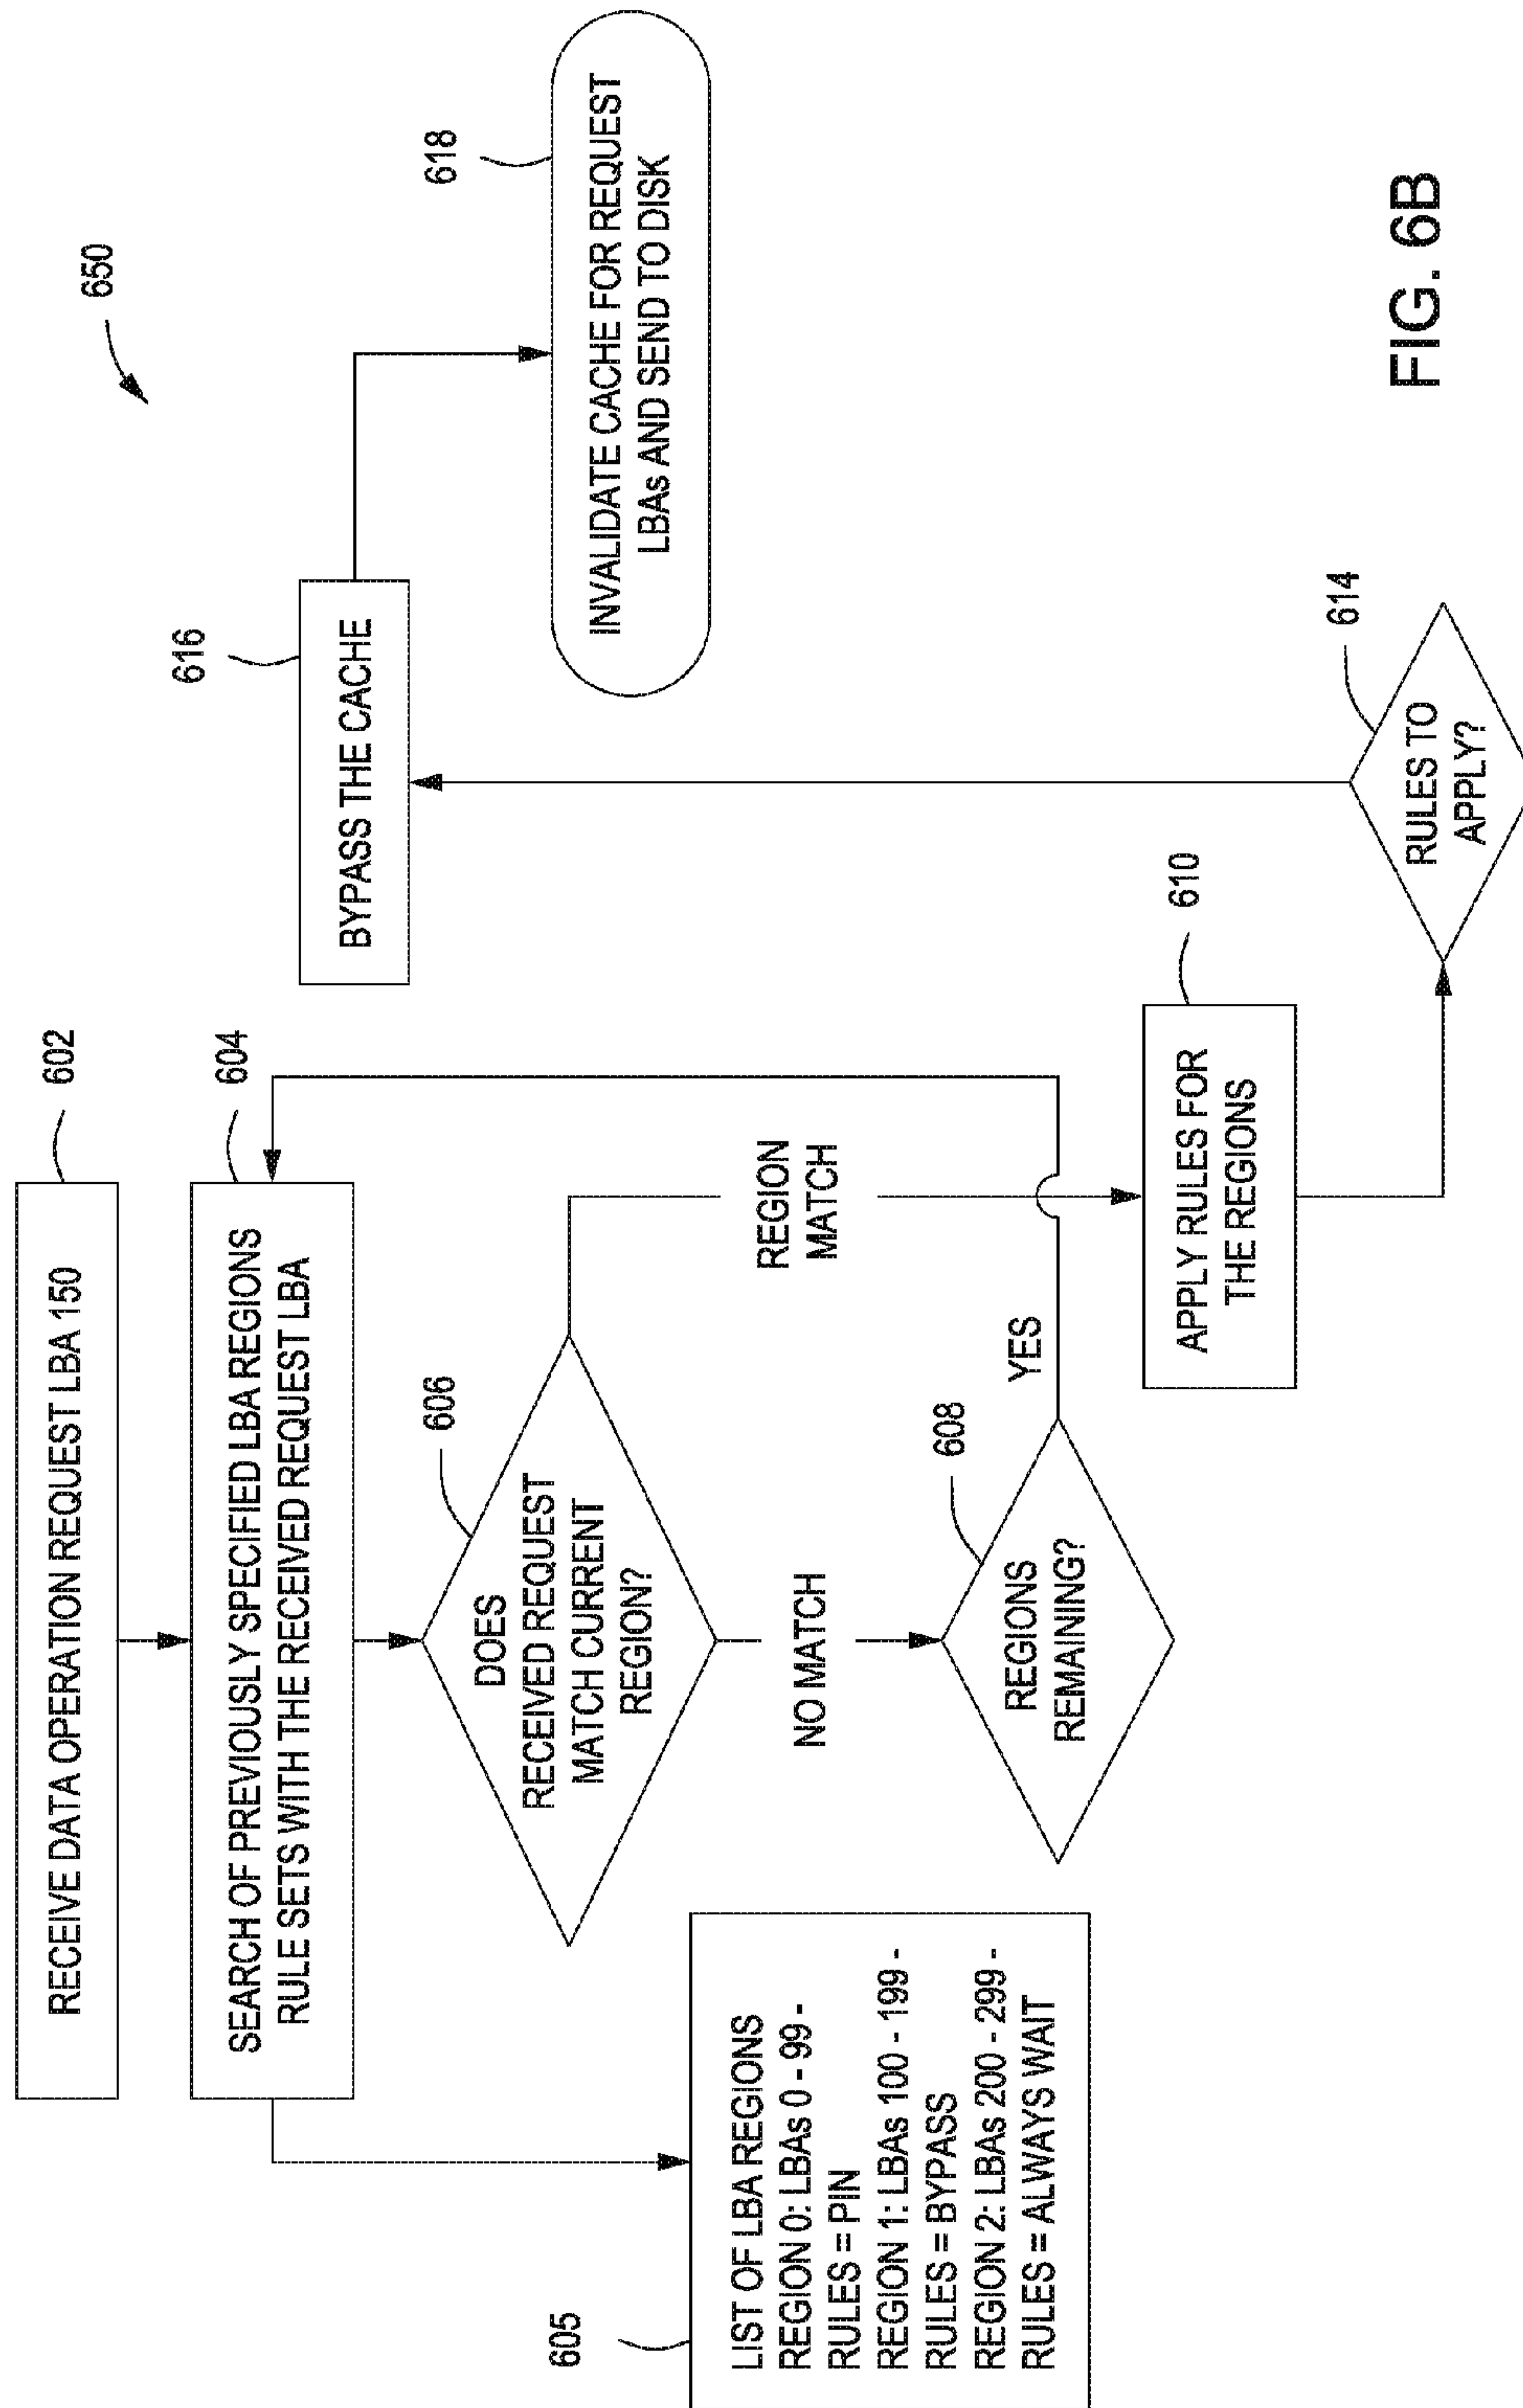 650
602
RECEIVE DATA OPERATION REQUEST LBA 150
604
SEARCH OF PREVIOUSLY SPECIFIED LBA REGIONS
RULE SETS WITH THE RECEIVED REQUEST LBA
605
LIST OF LBA REGIONS
REGION 0: LBAs 0 - 99 -
RULES = PIN
REGION 1: LBAs 100 - 199 -
RULES = BYPASS
REGION 2: LBAs 200 - 299 -
RULES = ALWAYS WAIT
606
DOES
RECEIVED REQUEST
MATCH CURRENT
REGION?
NO MATCH
REGION
MATCH
608
REGIONS
REMAINING?
YES
610
APPLY RULES FOR
THE REGIONS
614
RULES TO
APPLY?
616
BYPASS THE CACHE
618
INVALIDATE CACHE FOR REQUEST
LBAs AND SEND TO DISK
FIG. 6B